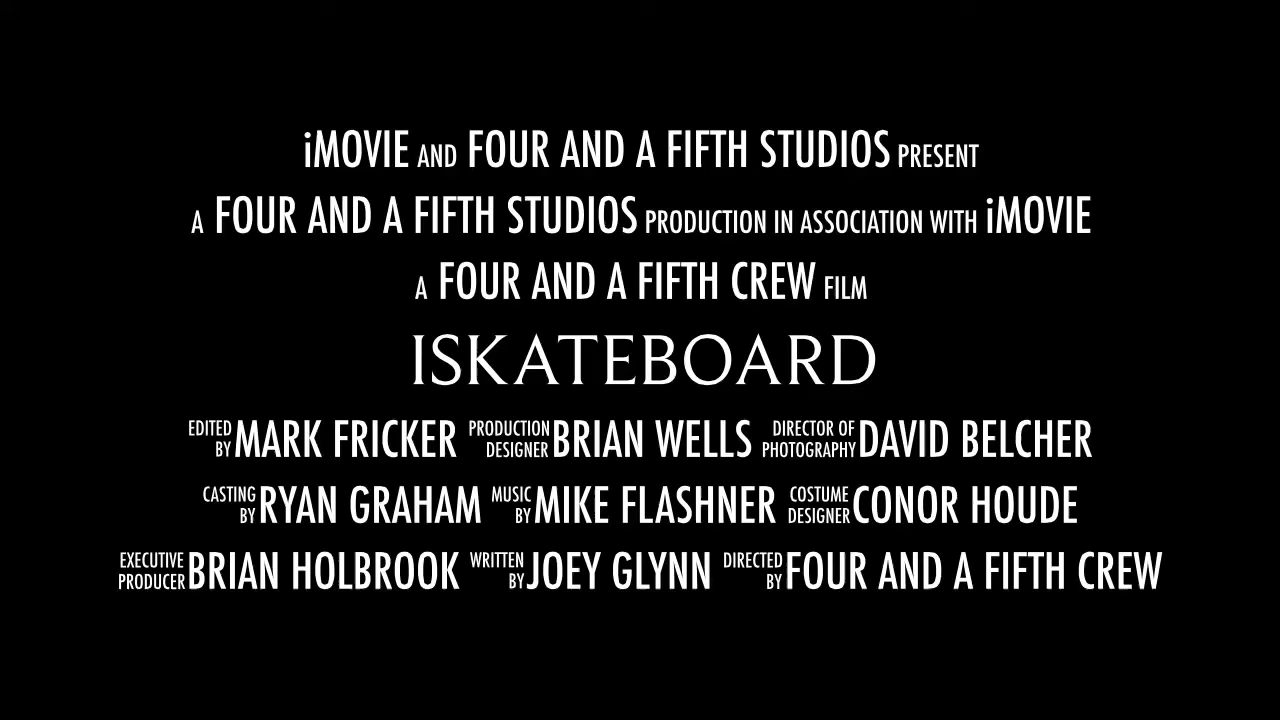 iMOVIE AND FOUR AND A FIFTH STUDIOS PRESENT
A FOUR AND A FIFTH STUDIOS PRODUCTION IN ASSOCIATION WITH iMOVIE
A FOUR AND A FIFTH CREW FILM
ISKATEBOARD
EDITED BY MARK FRICKER PRODUCTION DESIGNER BRIAN WELLS DIRECTOR OF PHOTOGRAPHY DAVID BELCHER
CASTING BY RYAN GRAHAM MUSIC BY MIKE FLASHNER COSTUME DESIGNER CONOR HOUDE
EXECUTIVE PRODUCER BRIAN HOLBROOK WRITTEN BY JOEY GLYNN DIRECTED BY FOUR AND A FIFTH CREW